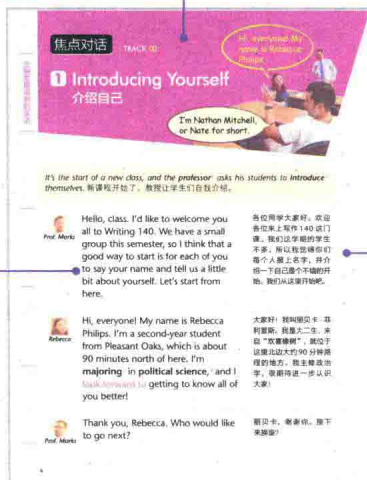 焦点对话 TRACK 00
Hi, everyone! My
name is Rebecca
Philips.
1 Introducing Yourself
介绍自己
I'm Nathan Mitchell,
or Nate for short.
It's the start of a new class, and the professor asks his students to introduce
themselves. 新课程开始了，教授让学生们自我介绍。
Prof. Marks
Hello, class. I'd like to welcome you
all to Writing 140. We have a small
group this semester, so I think that a
good way to start is for each of you
to say your name and tell us a little
bit about yourself. Let's start from
here.
各位同学大家好。欢迎
各位来上写作140这门
课。我们这学期的学生
不多，所以我觉得你们
每个人报上名字，并介
绍一下自己是个不错的开
始。我们从这里开始吧。
Rebecca
Hi, everyone! My name is Rebecca
Philips. I'm a second-year student
from Pleasant Oaks, which is about
90 minutes north of here. I'm
majoring in political science, and I
look forward to getting to know all of
you better!
大家好！我叫丽贝卡·菲
利普斯。我是大二生，来
自“欢喜橡树”，就位于
这里北边大约90分钟路
程的地方。我主修政治
学，很期待进一步认识
大家！
Prof. Marks
Thank you, Rebecca. Who would like
to go next?
丽贝卡，谢谢你。接下
来换谁？